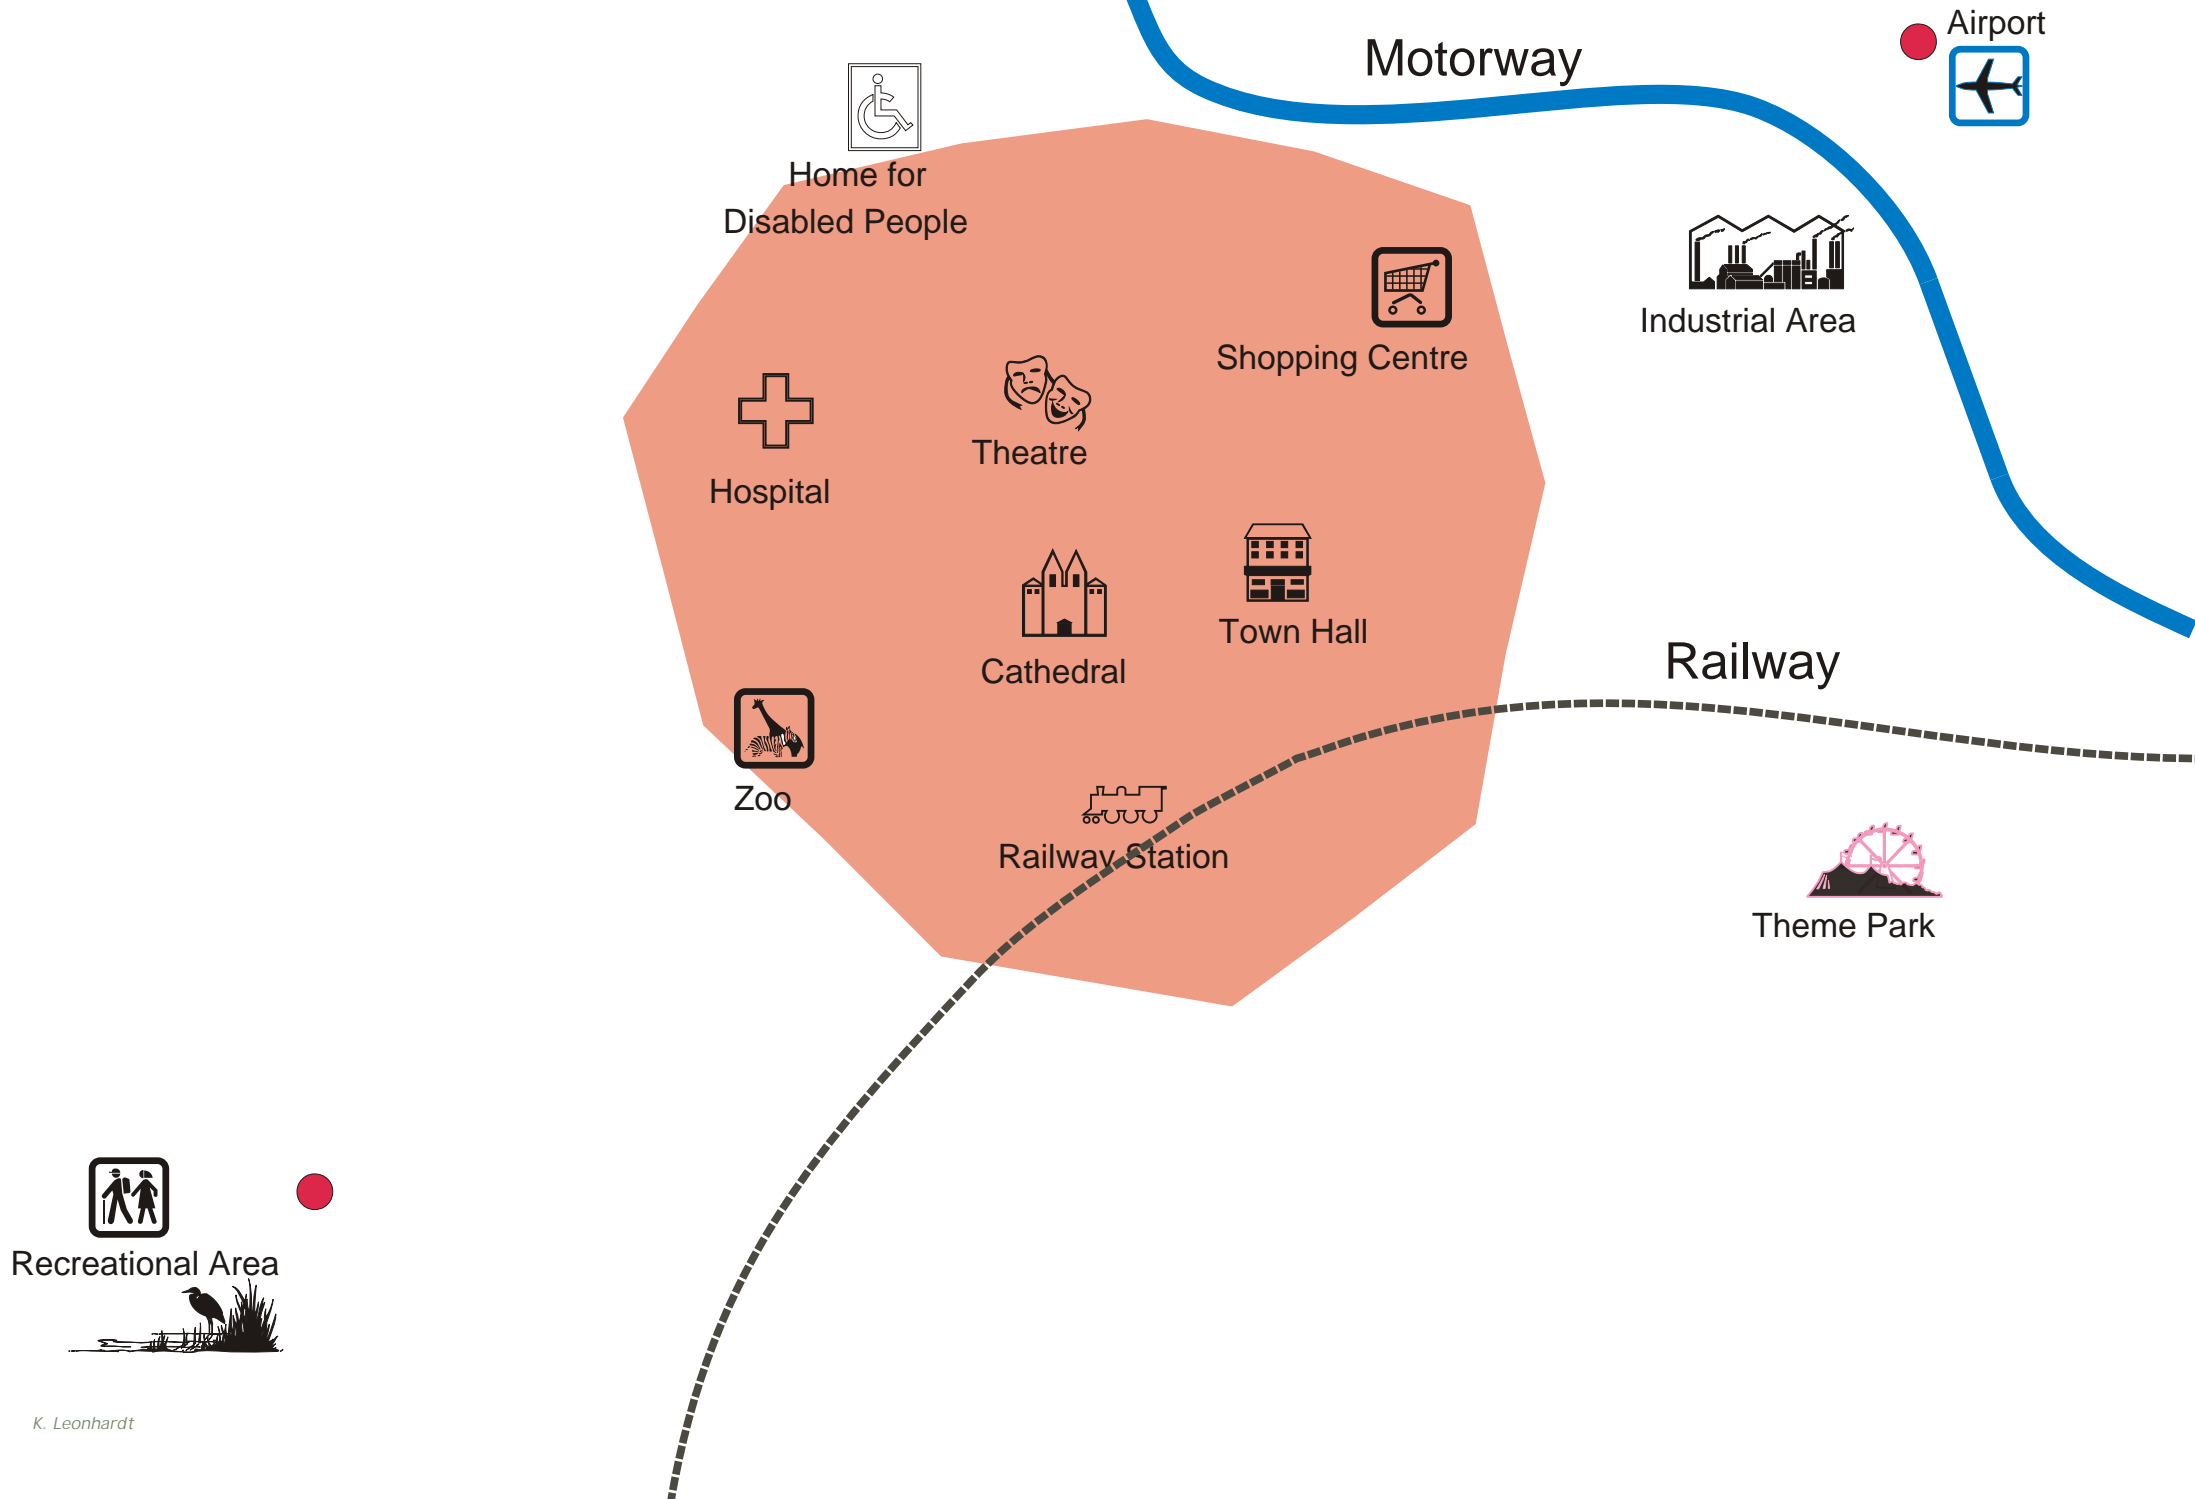 Airport
Motorway
Home for
Disabled People
Industrial Area
Shopping Centre
Theatre
Hospital
Town Hall
Cathedral
Railway
Zoo
Railway Station
Theme Park
Recreational Area
K. Leonhardt